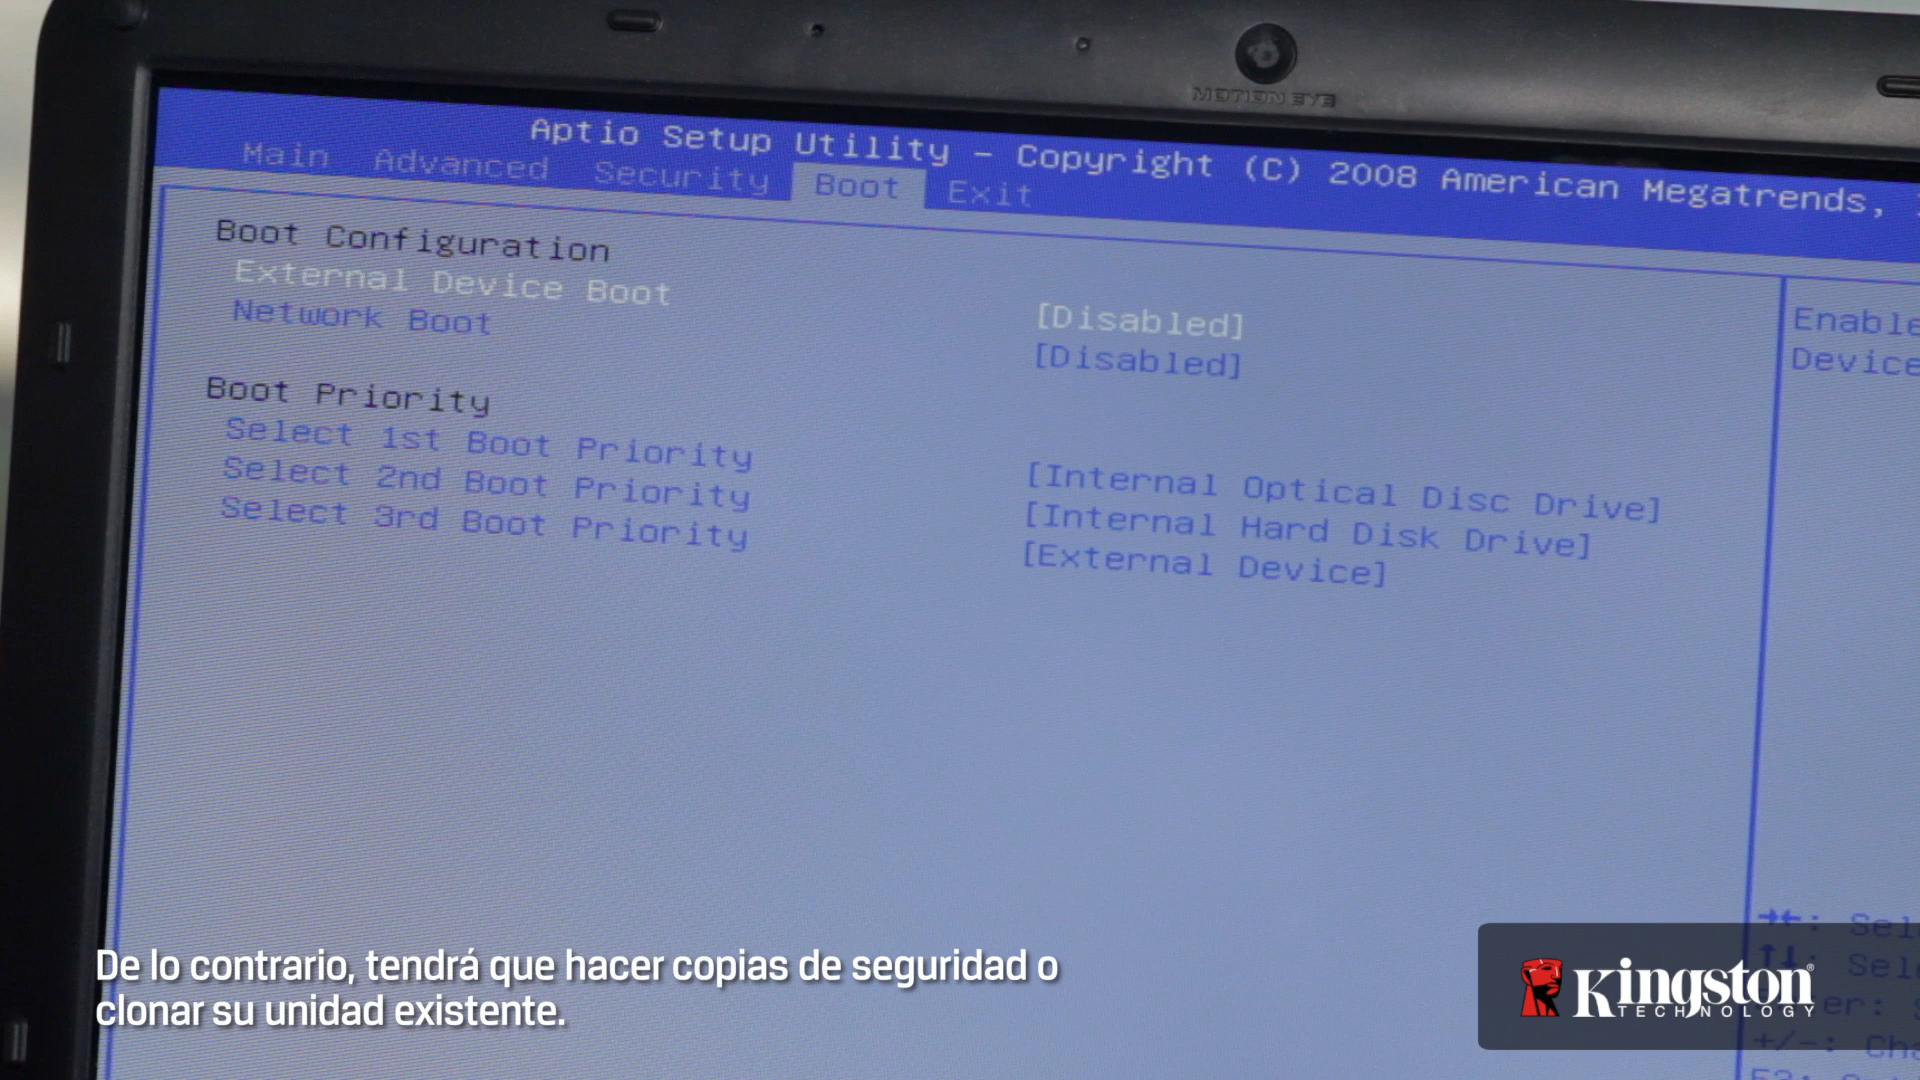 MOTION EYE
Aptio Setup Utility – Copyright (C) 2008 American Megatrends,
Main Advanced Security Boot Exit
Boot Configuration
External Device Boot [Disabled]
Network Boot [Disabled]
Boot Priority
Select 1st Boot Priority [Internal Optical Disc Drive]
Select 2nd Boot Priority [Internal Hard Disk Drive]
Select 3rd Boot Priority [External Device]
De lo contrario, tendrá que hacer copias de seguridad o
clonar su unidad existente.
Kingston®
TECHNOLOGY